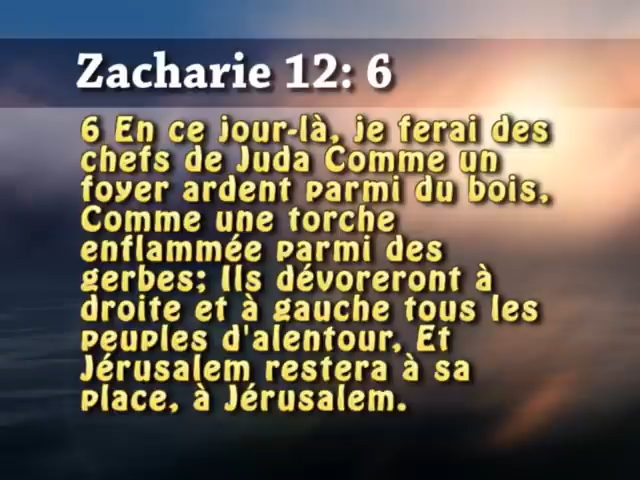 Zacharie 12: 6
6 En ce jour-là, je ferai des
chefs de Juda Comme un
foyer ardent parmi du bois,
Comme une torche
enflammée parmi des
gerbes; Ils dévoreront à
droite et à gauche tous les
peuples d'alentour, Et
Jérusalem restera à sa
place, à Jérusalem.